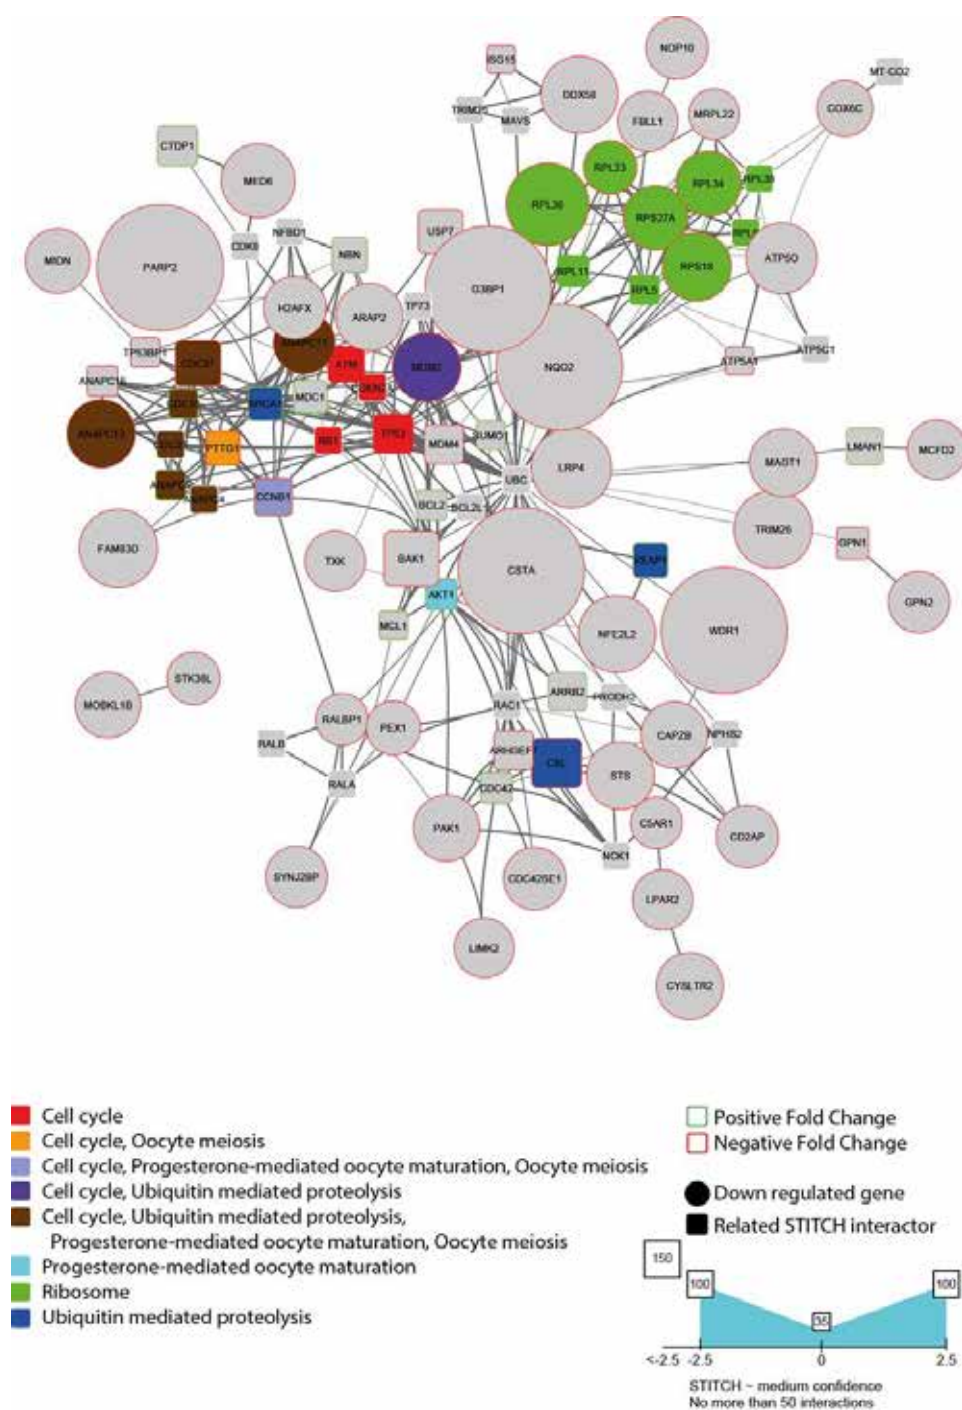 NOP10
ISG15
MT-CO2
DDX58
TRIM25
COX6C
MAVS
FBLL1
MRPL22
CTDP1
RPL23
MED6
RPL34
RPL36
RPS27A
NFBD1
USP7
CDK8
NBN
MIDN
PARP2
ATP5O
RPL11
RPS18
G3BP1
RPL5
H2AFX
TP73
ARAP2
ATP5C1
TP53BP1
ATP5A1
ATM
NQO2
MDC1
BRCA1
SUMO1
PTTG1
RB1
TP53
MDM4
LMAN1
MCFD2
LRP4
MAST1
UBC
CCNB1
BCL2
BCL2L1
TRIM26
GPN1
FAM83D
TXK
BAK1
CSTA
AKT1
GPN2
MCL1
NFE2L2
WDR1
STK38L
MOBKL1B
ARRB2
RAC1
RALBP1
PEX1
CAPZB
NPHS2
RALB
CBL
STS
RALA
CDC42
PAK1
C5AR1
CD2AP
NCK1
SYNJ2BP
CDC42SE1
LPAR2
LIMK2
CYSLTR2
Cell cycle
Cell cycle, Oocyte meiosis
Cell cycle, Progesterone-mediated oocyte maturation, Oocyte meiosis
Cell cycle, Ubiquitin mediated proteolysis
Cell cycle, Ubiquitin mediated proteolysis,
Progesterone-mediated oocyte maturation, Oocyte meiosis
Progesterone-mediated oocyte maturation
Ribosome
Ubiquitin mediated proteolysis
Positive Fold Change
Negative Fold Change
Down regulated gene
Related STITCH interactor
150
100
35
100
<-2.5 -2.5 0 2.5
STITCH ~ medium confidence
No more than 50 interactions